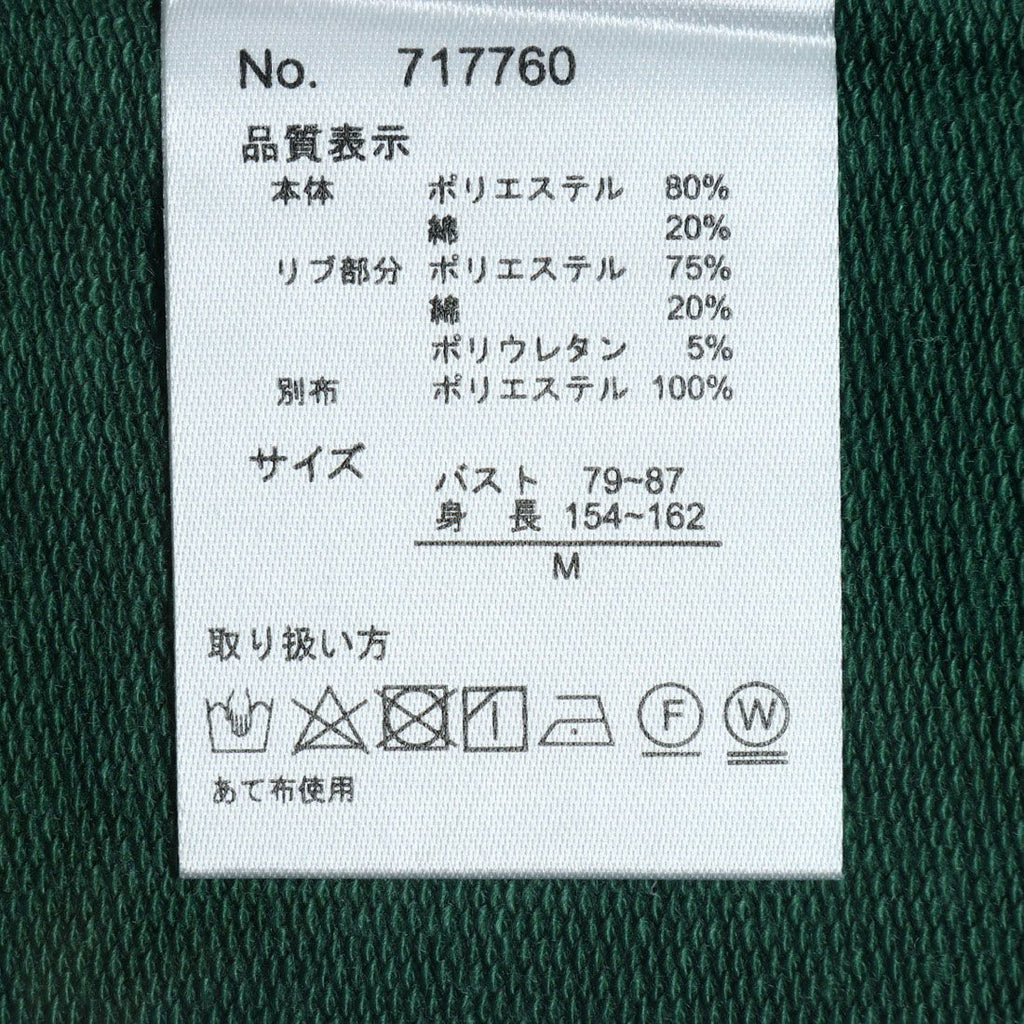 No. 717760
品質表示
本体 ポリエステル 80%
綿 20%
リブ部分 ポリエステル 75%
綿 20%
ポリウレタン 5%
別布 ポリエステル 100%
サイズ
バスト 79~87
身 長 154~162
M
取り扱い方
F W
あて布使用